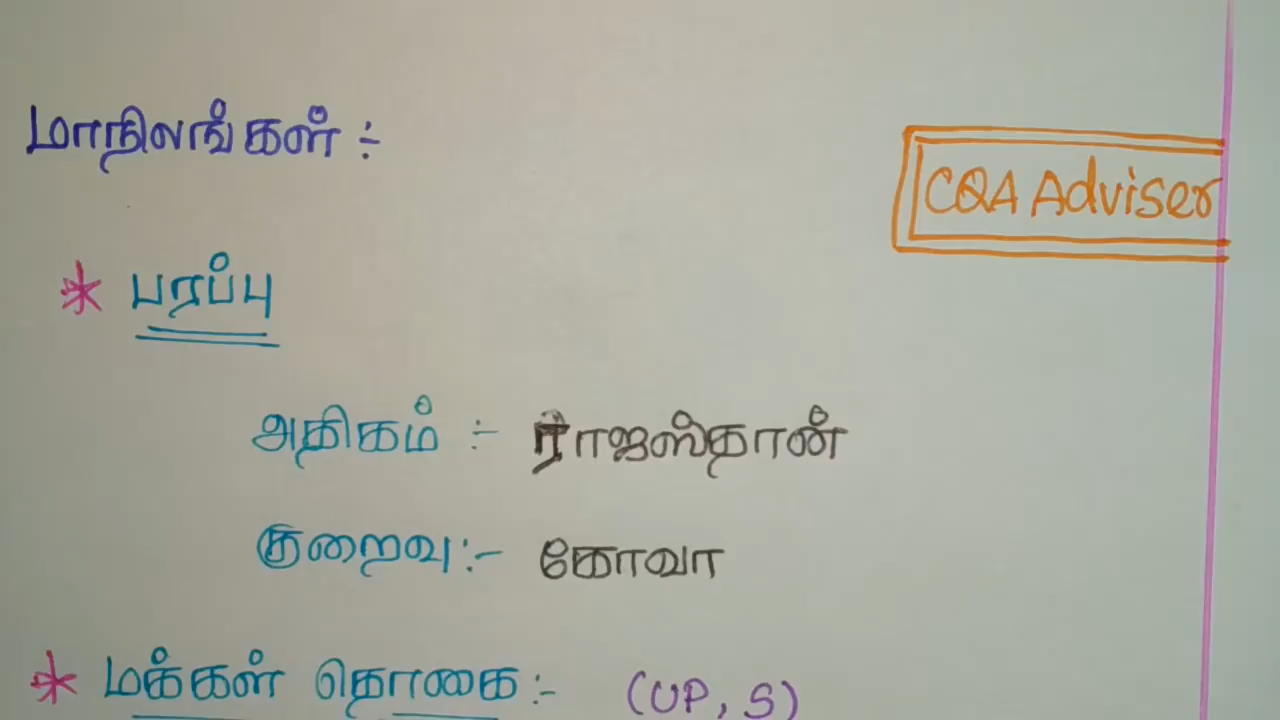 மாநிலங்கள் :-
CQA Adviser
* பரப்பு
அதிகம் :- ராஜஸ்தான்
குறைவு :- கோவா
* மக்கள் தொகை :- (UP, S)